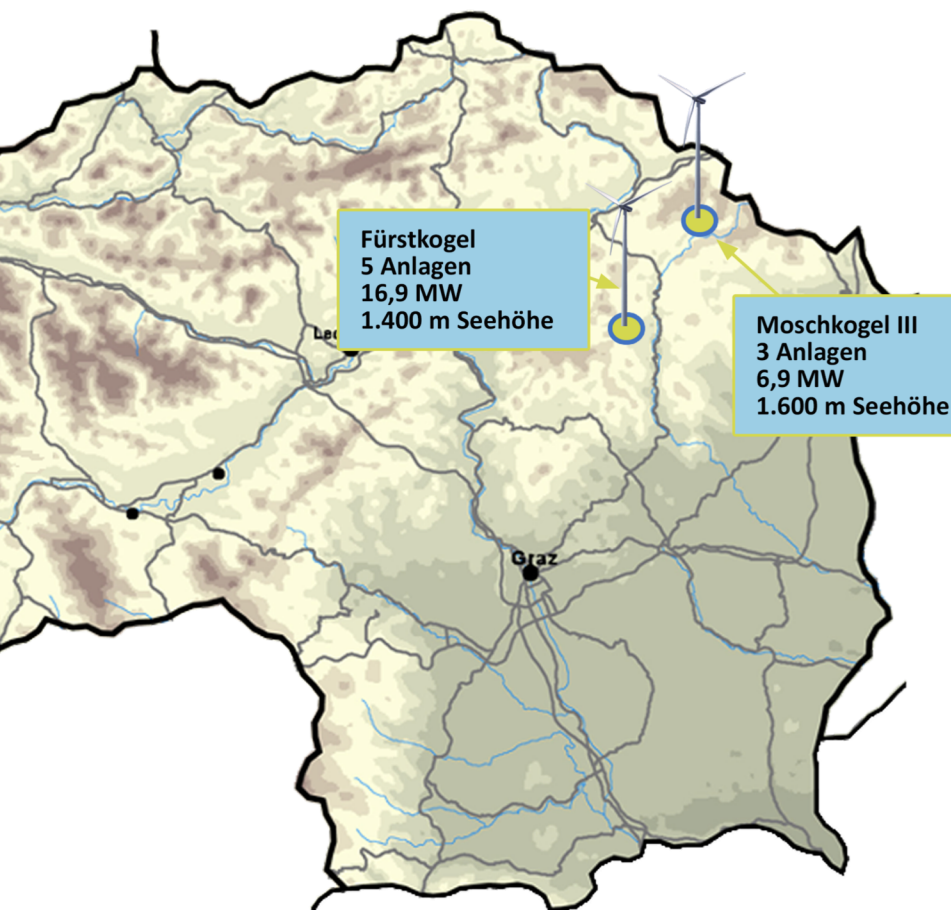 Fürstkogel
5 Anlagen
16,9 MW
1.400 m Seehöhe
Moschkogel III
3 Anlagen
6,9 MW
1.600 m Seehöhe
Graz